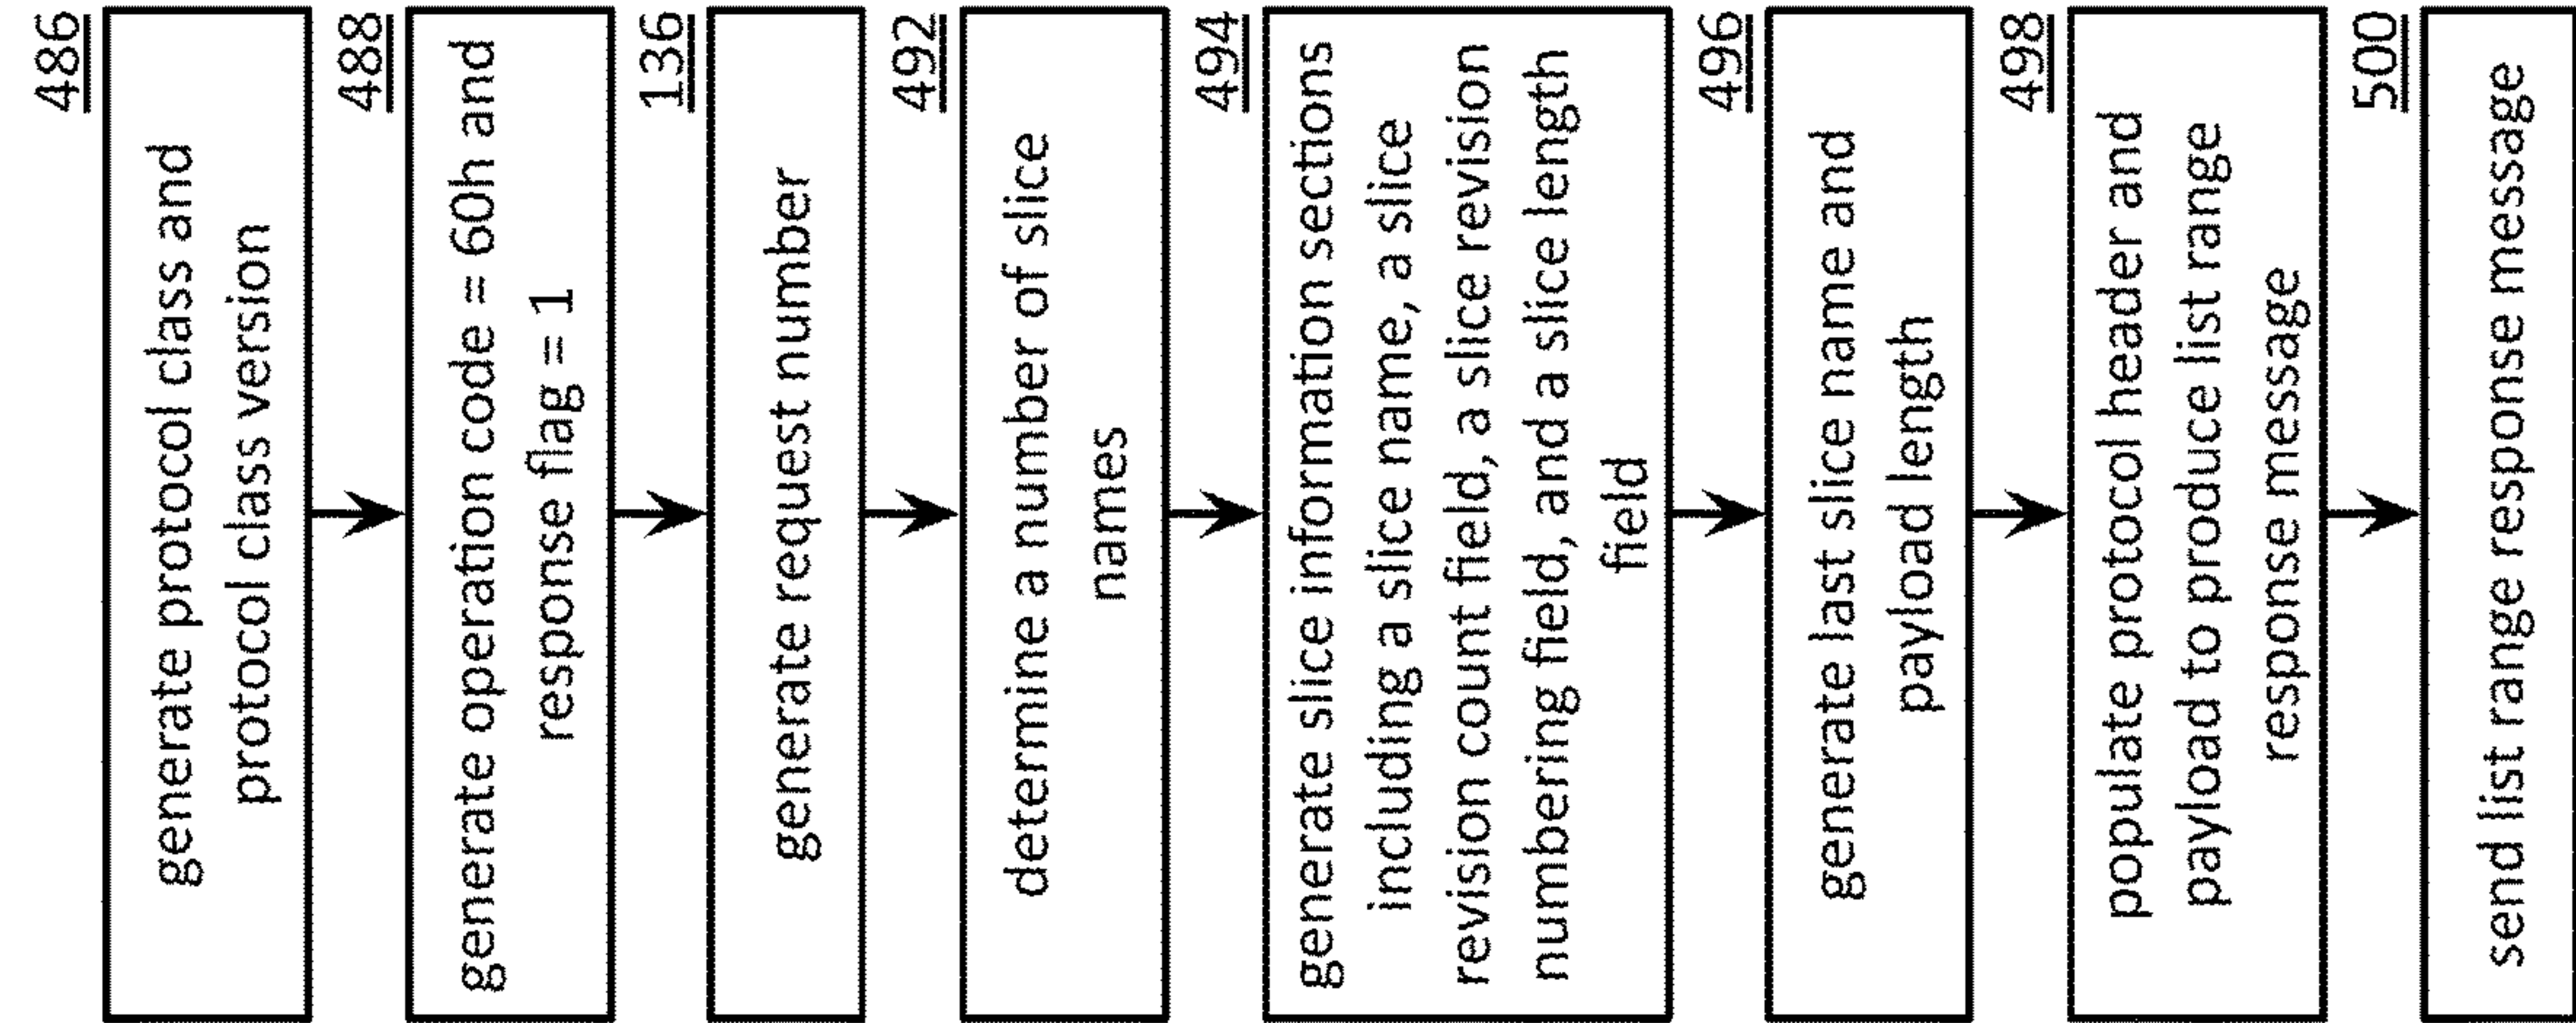 486
generate protocol class and
protocol class version
488
generate operation code = 60h and
response flag = 1
136
generate request number
492
determine a number of slice
names
494
generate slice information sections
including a slice name, a slice
revision count field, a slice revision
numbering field, and a slice length
field
496
generate last slice name and
payload length
498
populate protocol header and
payload to produce list range
response message
500
send list range response message